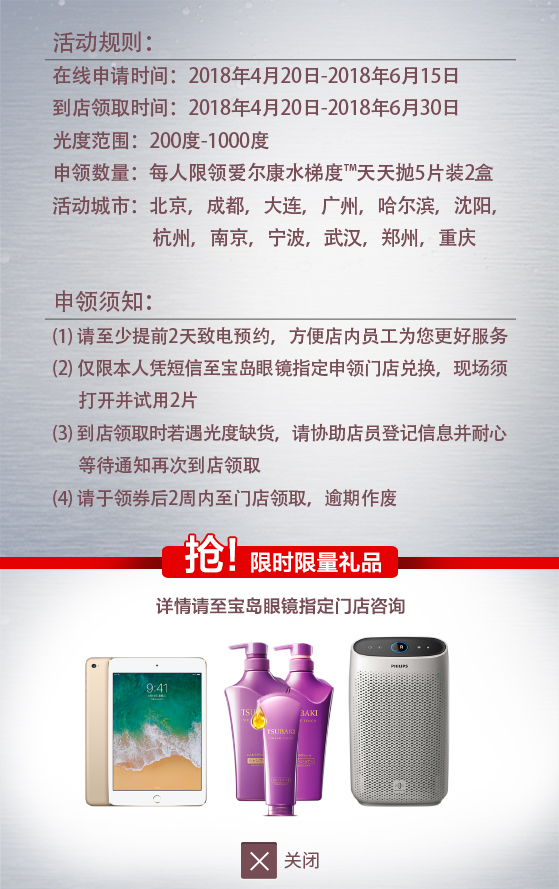 活动规则：
在线申请时间：2018年4月20日-2018年6月15日
到店领取时间：2018年4月20日-2018年6月30日
光度范围：200度-1000度
申领数量：每人限领爱尔康水梯度™天天抛5片装2盒
活动城市：北京，成都，大连，广州，哈尔滨，沈阳，
杭州，南京，宁波，武汉，郑州，重庆
申领须知：
(1) 请至少提前2天致电预约，方便店内员工为您更好服务
(2) 仅限本人凭短信至宝岛眼镜指定申领门店兑换，现场须
打开并试用2片
(3) 到店领取时若遇光度缺货，请协助店员登记信息并耐心
等待通知再次到店领取
(4) 请于领券后2周内至门店领取，逾期作废
抢! 限时限量礼品
详情请至宝岛眼镜指定门店咨询
9:41
TSUBAKI
PHILIPS
关闭